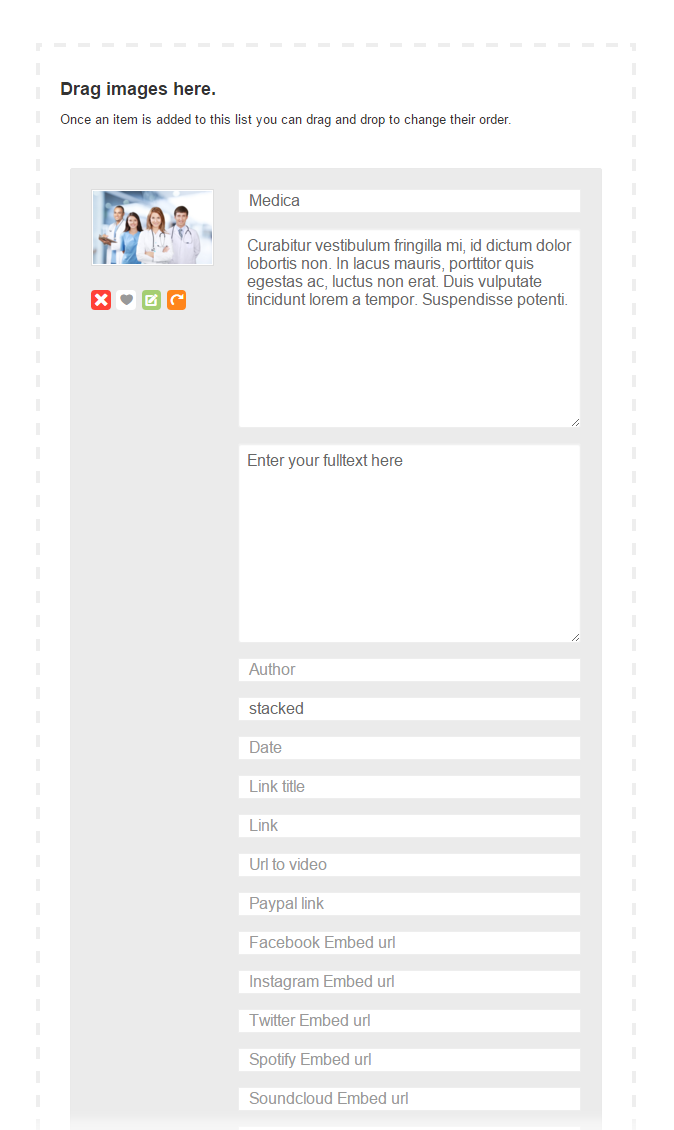 Drag images here.
Once an item is added to this list you can drag and drop to change their order.
Medica
Curabitur vestibulum fringilla mi, id dictum dolor
lobortis non. In lacus mauris, porttitor quis
egestas ac, luctus non erat. Duis vulputate
tincidunt lorem a tempor. Suspendisse potenti.
Enter your fulltext here
Author
stacked
Date
Link title
Link
Url to video
Paypal link
Facebook Embed url
Instagram Embed url
Twitter Embed url
Spotify Embed url
Soundcloud Embed url